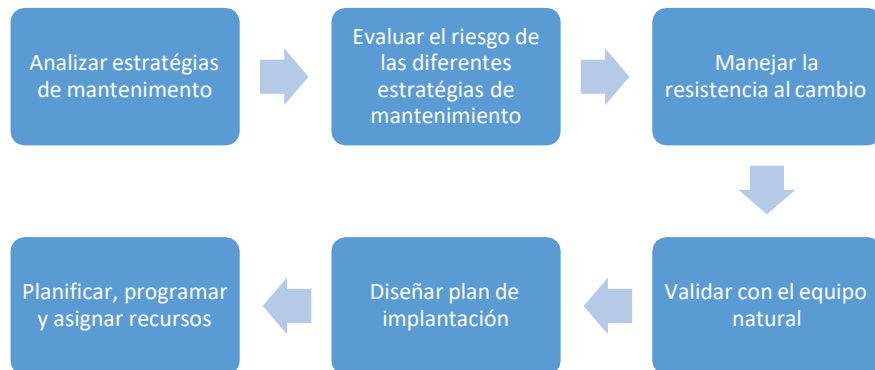 Analizar estratégias
de mantenimento
Evaluar el riesgo de
las diferentes
estratégias de
mantenimiento
Manejar la
resistencia al cambio
Validar con el equipo
natural
Diseñar plan de
implantación
Planificar, programar
y asignar recursos